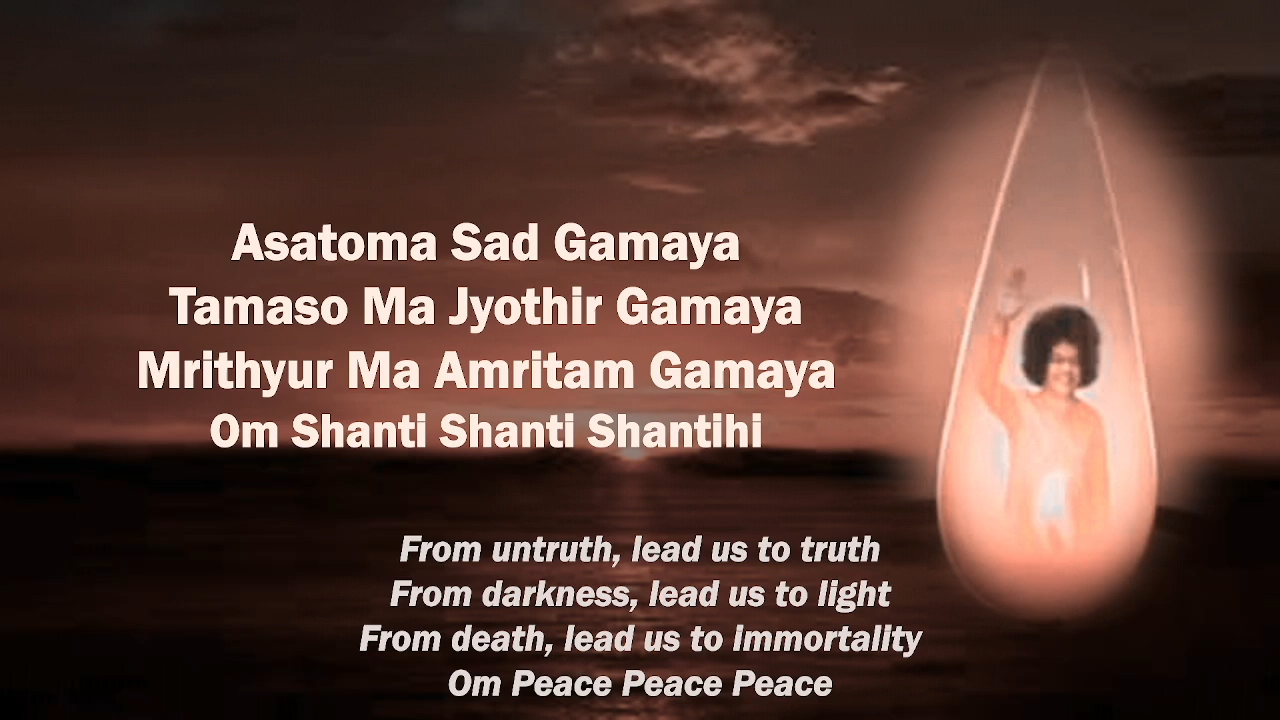 Asatoma Sad Gamaya
Tamaso Ma Jyothir Gamaya
Mrithyur Ma Amritam Gamaya
Om Shanti Shanti Shantihi
From untruth, lead us to truth
From darkness, lead us to light
From death, lead us to immortality
Om Peace Peace Peace